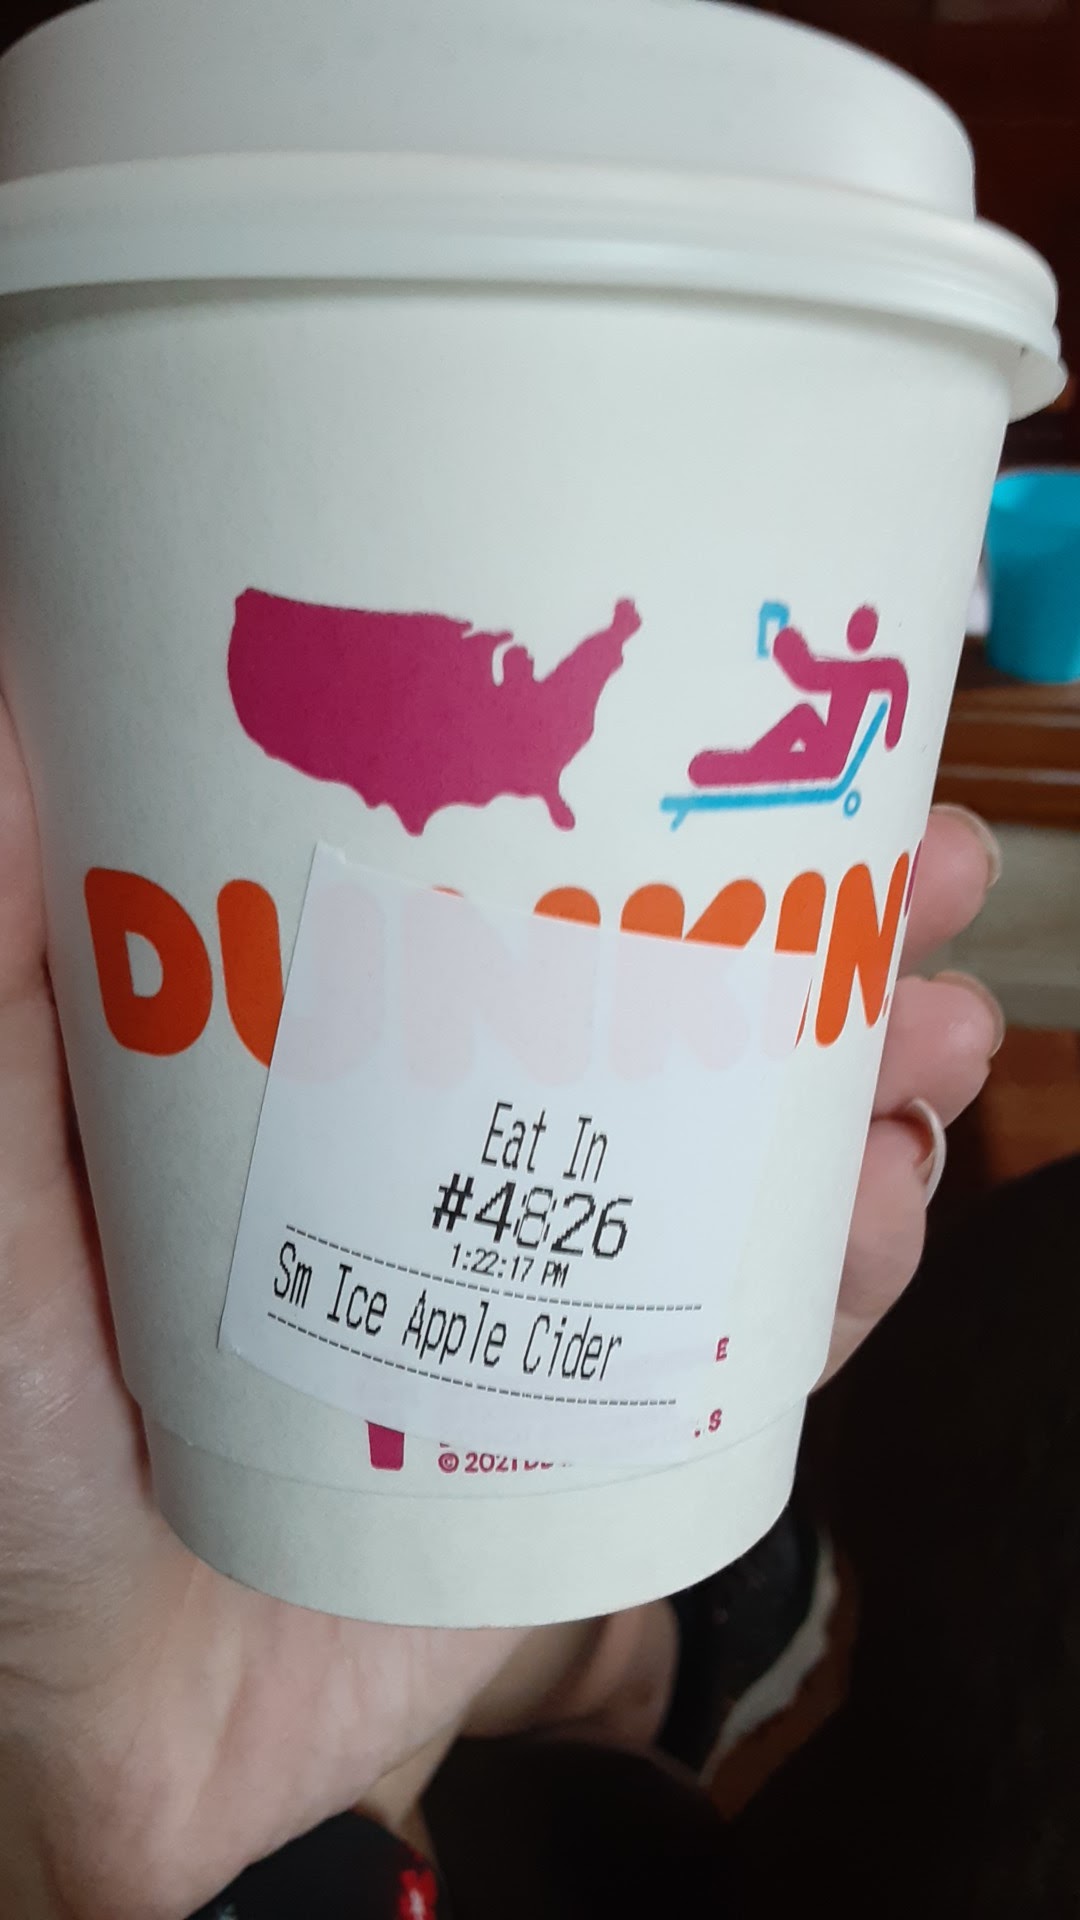 DUNKIN'
Eat In
#4826
1:22:17 PM
Sm Ice Apple Cider
E
S
© 2021